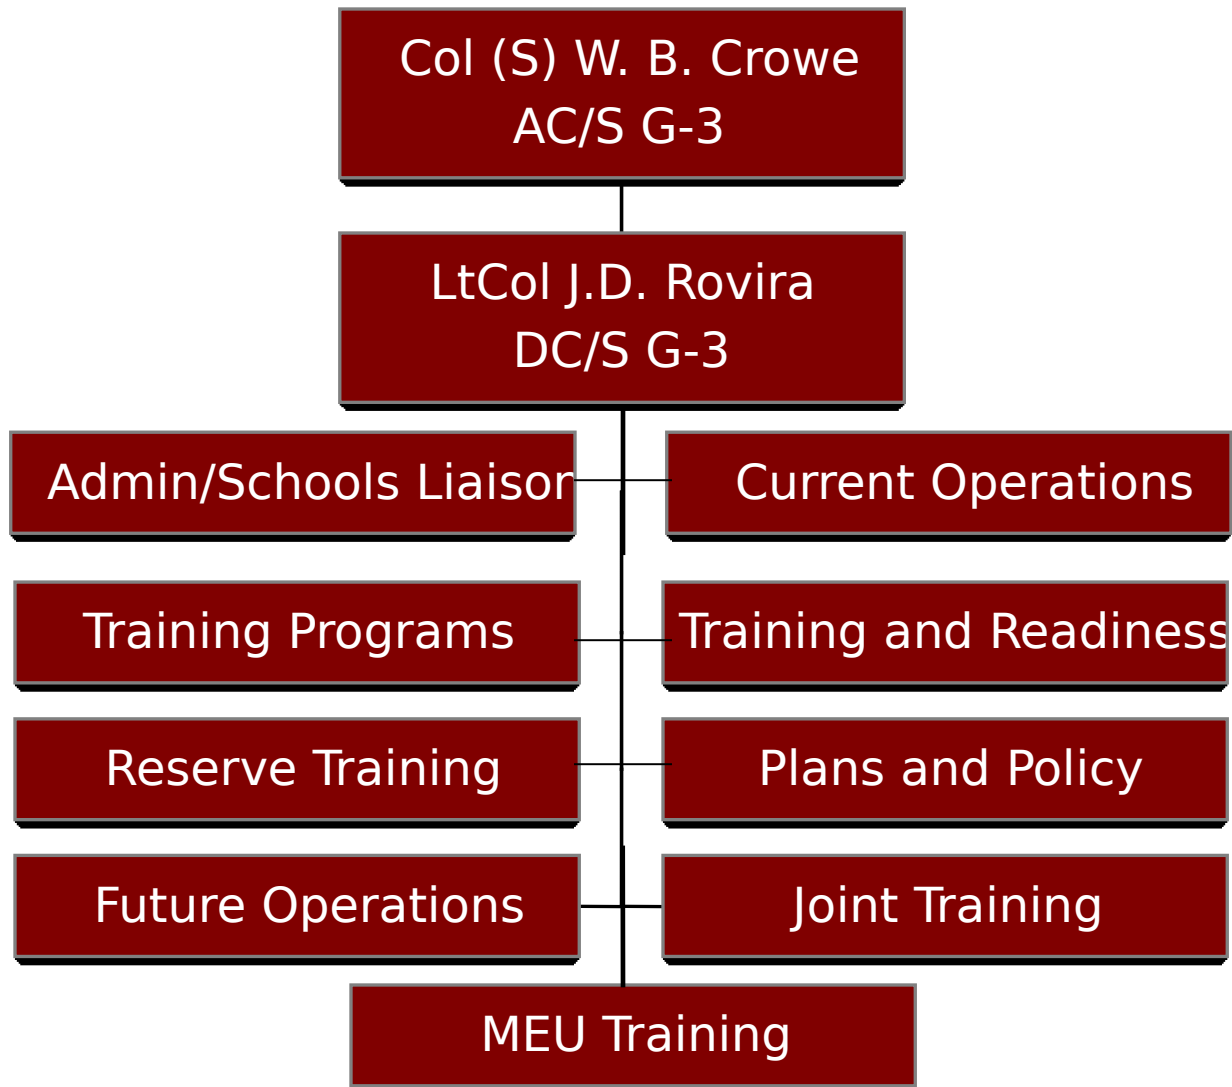 Col (S) W. B. Crowe
AC/S G-3
LtCol J.D. Rovira
DC/S G-3
Admin/Schools Liaison
Current Operations
Training Programs
Training and Readiness
Reserve Training
Plans and Policy
Future Operations
Joint Training
MEU Training